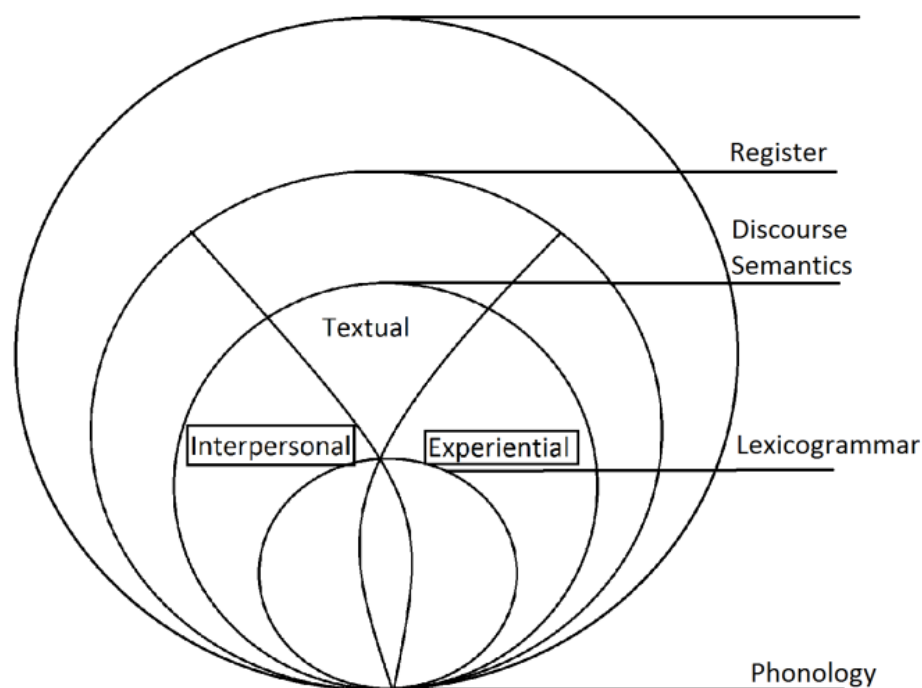 Register
Discourse
Semantics
Textual
Interpersonal
Experiential
Lexicogrammar
Phonology